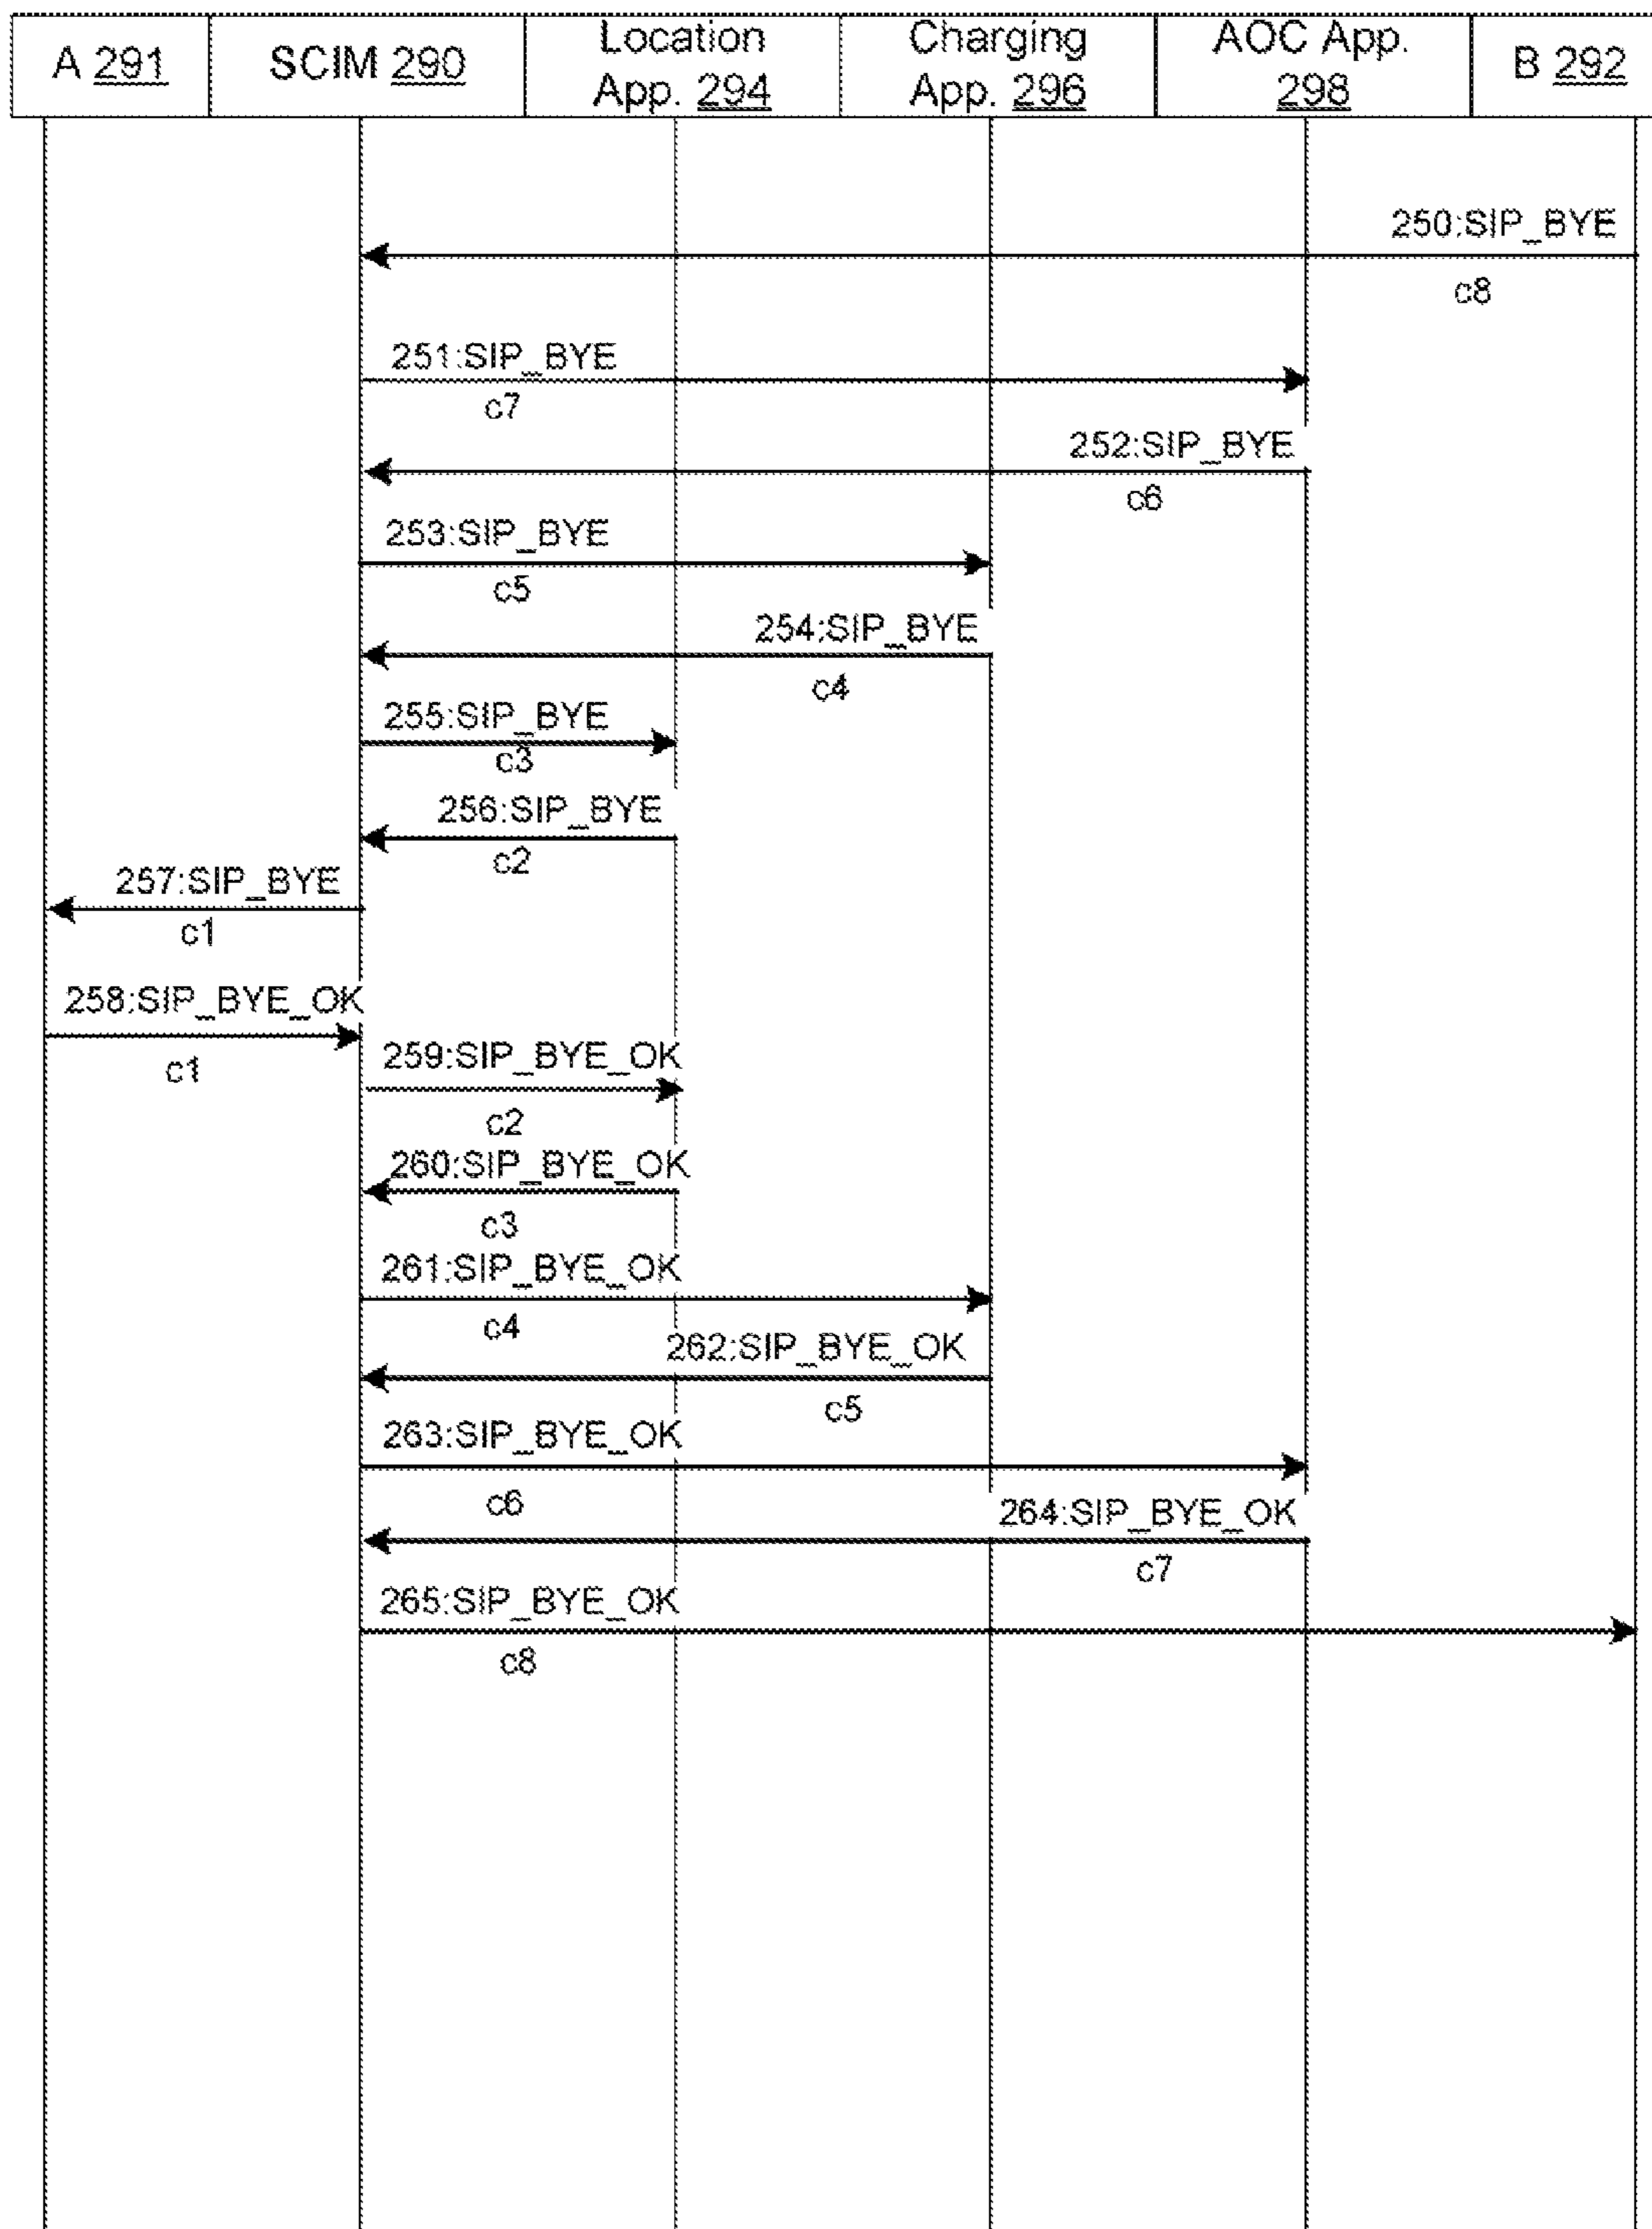 A 291
SCIM 290
Location
App. 294
Charging
App. 296
AOC App.
298
B 292
250:SIP_BYE
c8
251:SIP_BYE
c7
252:SIP_BYE
c6
253:SIP_BYE
c5
254:SIP_BYE
c4
255:SIP_BYE
c3
256:SIP_BYE
c2
257:SIP_BYE
c1
258:SIP_BYE_OK
c1
259:SIP_BYE_OK
c2
260:SIP_BYE_OK
c3
261:SIP_BYE_OK
c4
262:SIP_BYE_OK
c5
263:SIP_BYE_OK
c6
264:SIP_BYE_OK
c7
265:SIP_BYE_OK
c8